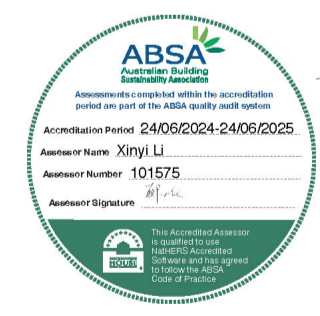 ABSA
Australian Building
Sustainability Association
Assessments completed within the accreditation
period are part of the ABSA quality audit system
Accreditation Period 24/06/2024-24/06/2025
Assessor Name Xinyi Li
Assessor Number 101575
Assessor Signature
This Accredited Assessor
is qualified to use
NatHERS Accredited
Software and has agreed
to follow the ABSA
Code of Practice
HOUSE